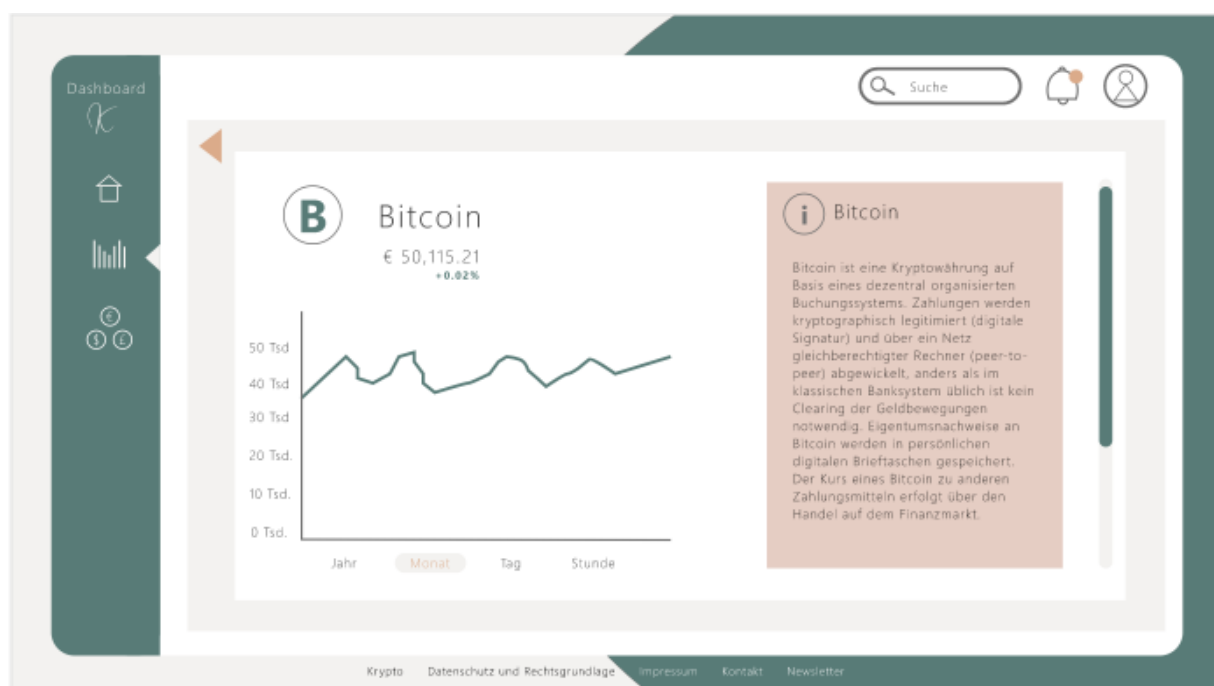 Dashboard
K
Suche
B
Bitcoin
€ 50,115.21
+0.02%
50 Tsd
40 Tsd
30 Tsd
20 Tsd.
10 Tsd.
0 Tsd.
Jahr Monat Tag Stunde
i Bitcoin
Bitcoin ist eine Kryptowährung auf
Basis eines dezentral organisierten
Buchungssystems. Zahlungen werden
kryptographisch legitimiert (digitale
Signatur) und über ein Netz
gleichberechtigter Rechner (peer-to-
peer) abgewickelt, anders als im
klassischen Banksystem üblich ist kein
Clearing der Geldbewegungen
notwendig. Eigentumsnachweise an
Bitcoin werden in persönlichen
digitalen Brieftaschen gespeichert.
Der Kurs eines Bitcoin zu anderen
Zahlungsmitteln erfolgt über den
Handel auf dem Finanzmarkt.
€
$ £
Krypto Datenschutz und Rechtsgrundlage Impressum Kontakt Newsletter